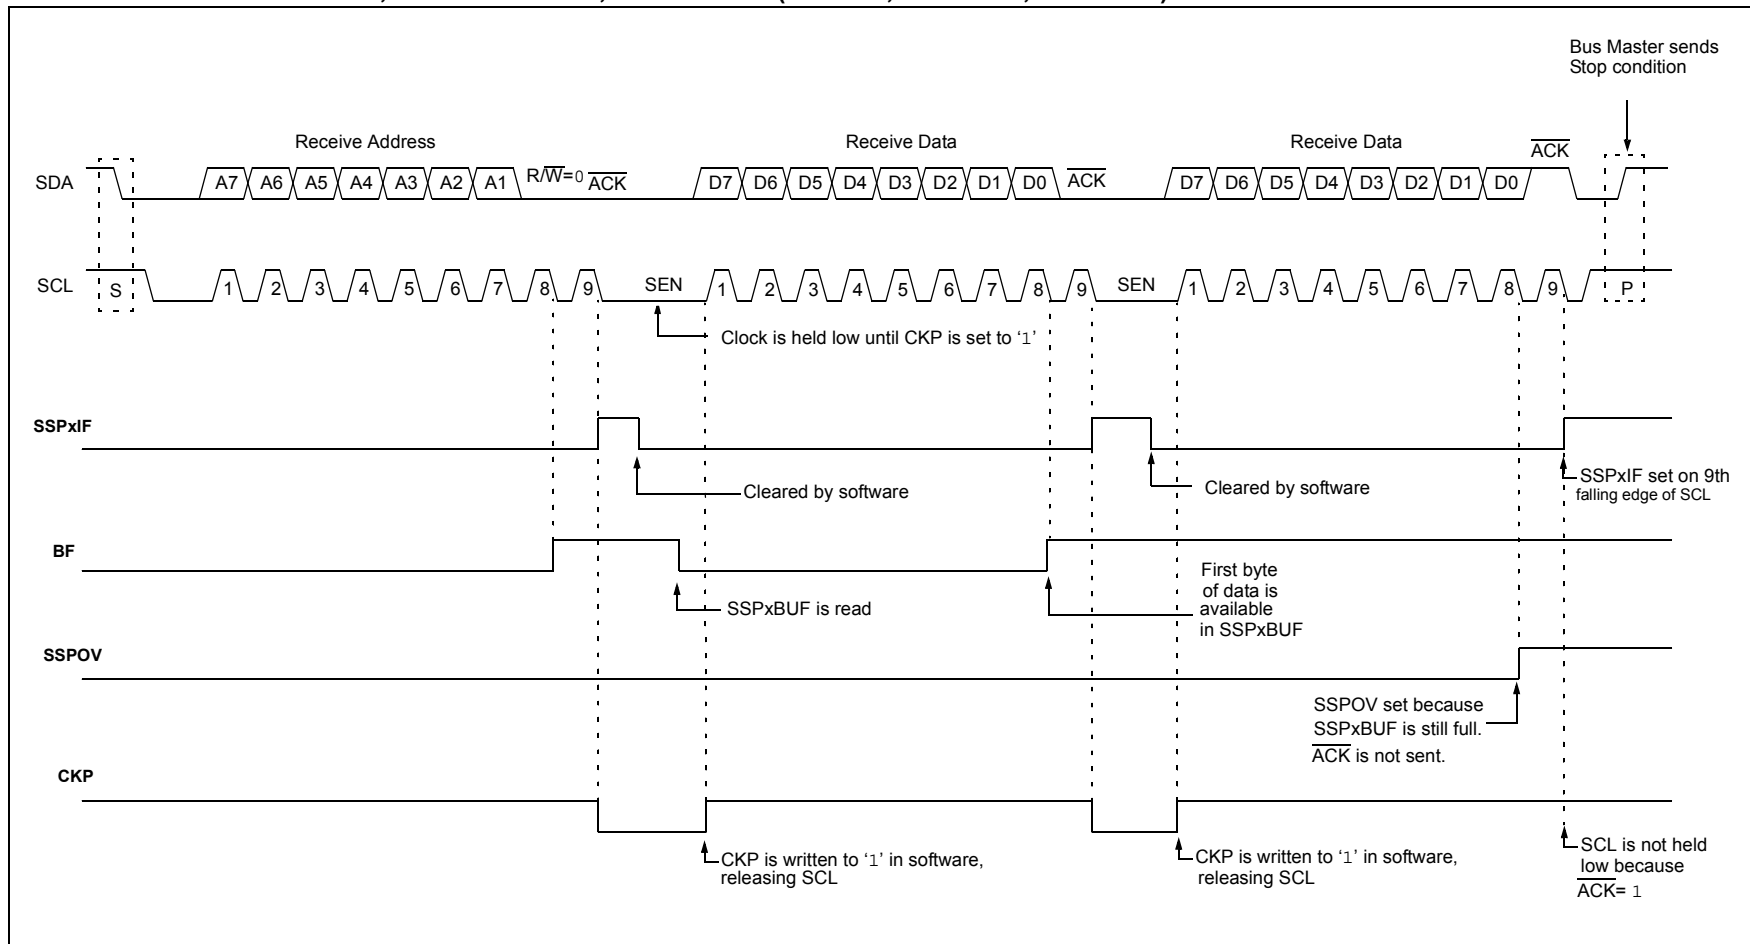 Bus Master sends
Stop condition
Receive Address
Receive Data
Receive Data
ACK
SDA
A7 A6 A5 A4 A3 A2 A1 R/W=0 ACK
D7 D6 D5 D4 D3 D2 D1 D0 ACK
D7 D6 D5 D4 D3 D2 D1 D0
SCL
S
1 2 3 4 5 6 7 8 9 SEN
1 2 3 4 5 6 7 8 9 SEN
1 2 3 4 5 6 7 8 9
P
Clock is held low until CKP is set to ‘1’
SSPxIF
Cleared by software
Cleared by software
SSPxIF set on 9th
falling edge of SCL
BF
SSPxBUF is read
First byte
of data is
available
in SSPxBUF
SSPOV
SSPOV set because
SSPxBUF is still full.
ACK is not sent.
CKP
CKP is written to ‘1’ in software,
releasing SCL
CKP is written to ‘1’ in software,
releasing SCL
SCL is not held
low because
ACK= 1